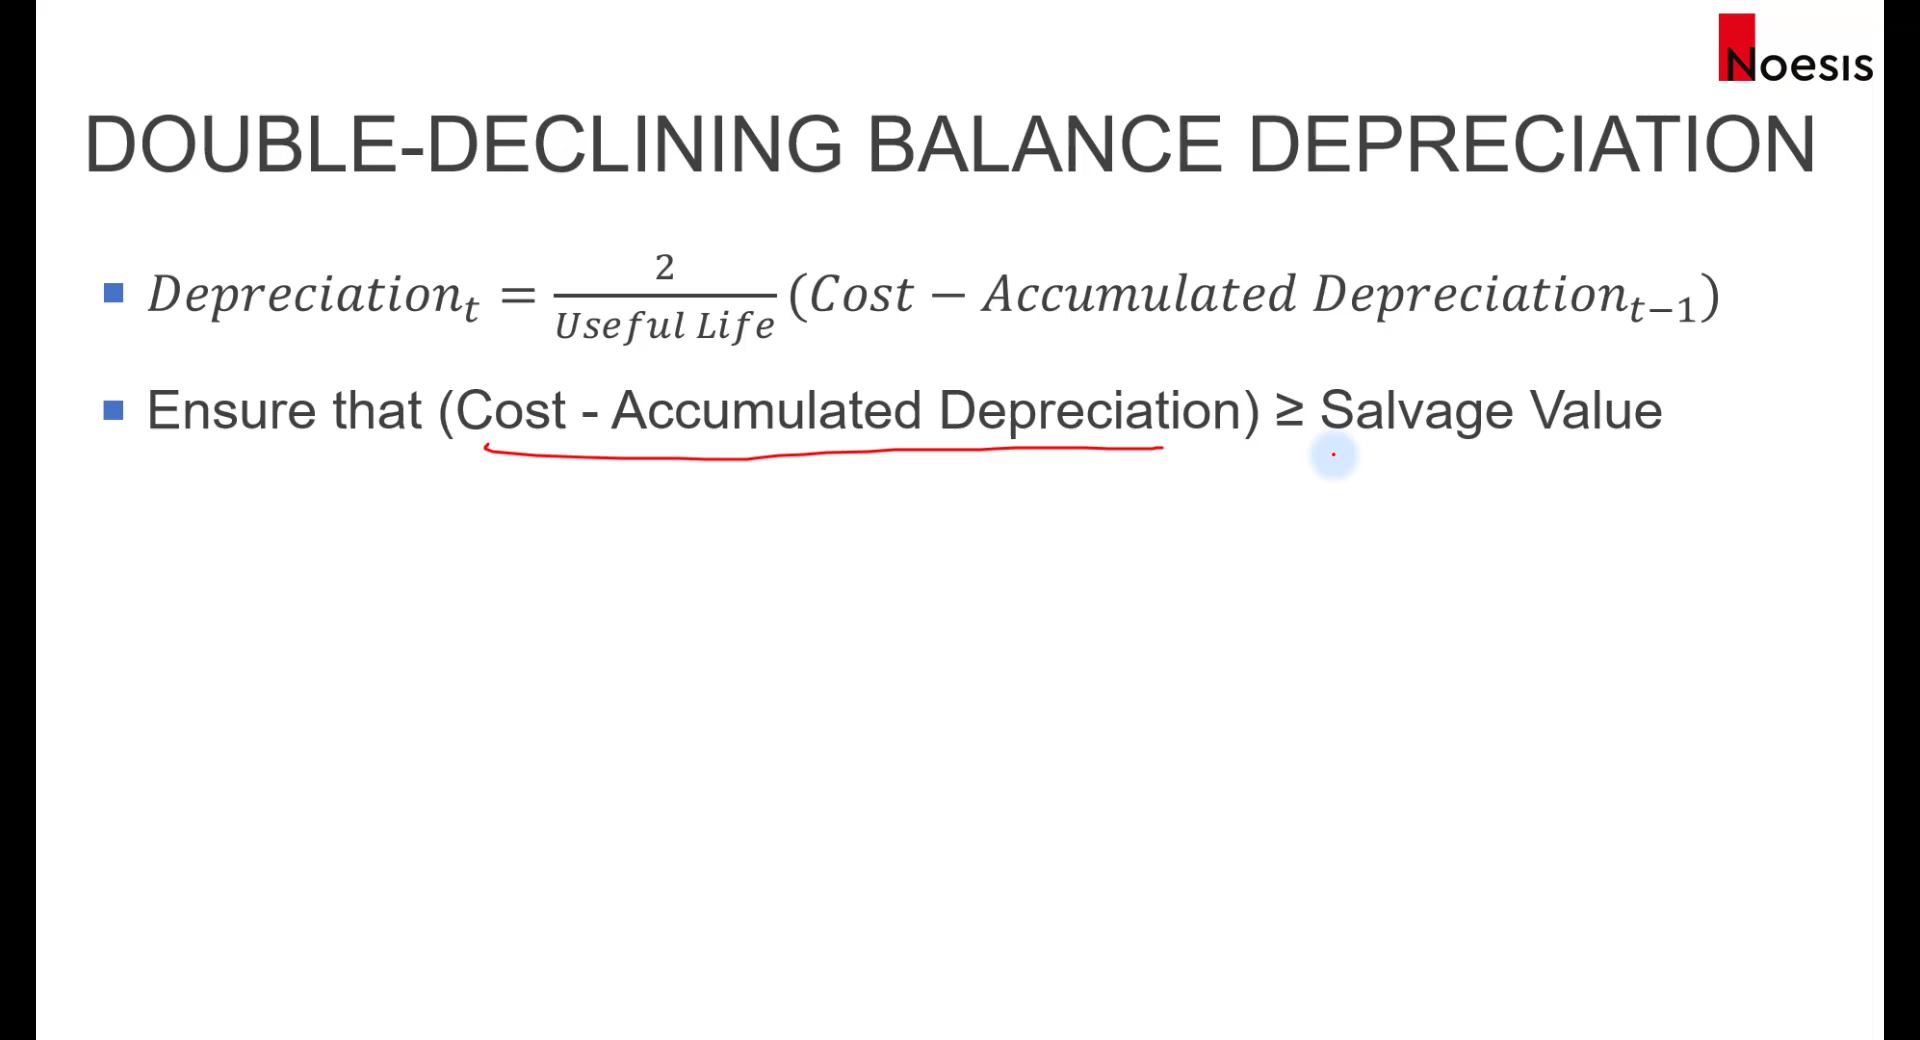 Noesis
DOUBLE-DECLINING BALANCE DEPRECIATION
Depreciation_t = \frac{2}{Useful Life} (Cost − Accumulated Depreciation_{t−1})
Ensure that (Cost - Accumulated Depreciation) ≥ Salvage Value